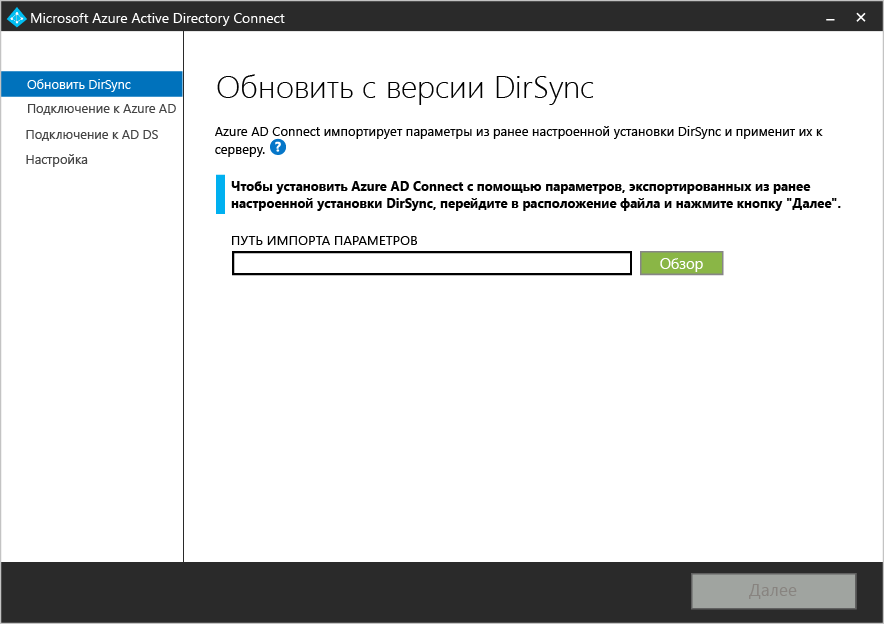 Microsoft Azure Active Directory Connect
Обновить DirSync
Подключение к Azure AD
Подключение к AD DS
Настройка
Обновить с версии DirSync
Azure AD Connect импортирует параметры из ранее настроенной установки DirSync и применит их к
серверу. ?
Чтобы установить Azure AD Connect с помощью параметров, экспортированных из ранее
настроенной установки DirSync, перейдите в расположение файла и нажмите кнопку "Далее".
ПУТЬ ИМПОРТА ПАРАМЕТРОВ
Обзор
Далее